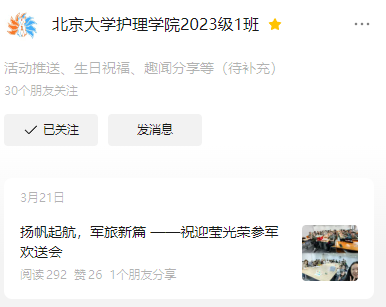 北京大学护理学院2023级1班
活动推送、生日祝福、趣闻分享等（待补充）
30个朋友关注
已关注
发消息
3月21日
扬帆起航，军旅新篇 ——祝迎莹光荣参军
欢送会
阅读 292 赞 26 1个朋友分享